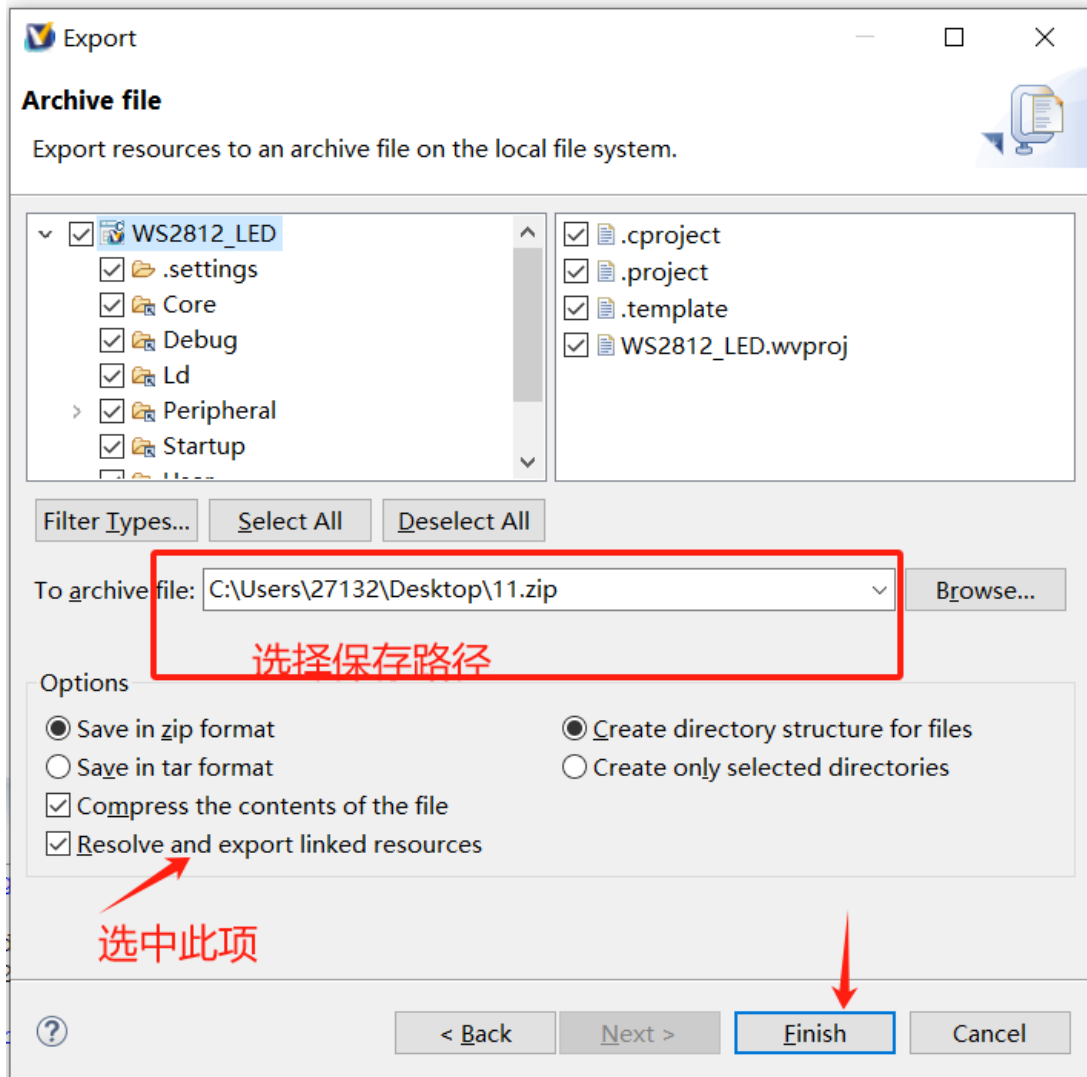 Export
Archive file
Export resources to an archive file on the local file system.
WS2812_LED
.settings
Core
Debug
Ld
Peripheral
Startup
.cproject
.project
.template
WS2812_LED.wvproj
Filter Types...
Select All
Deselect All
To archive file:
C:\Users\27132\Desktop\11.zip
Browse...
选择保存路径
Options
Save in zip format
Create directory structure for files
Save in tar format
Create only selected directories
Compress the contents of the file
Resolve and export linked resources
选中此项
< Back
Next >
Finish
Cancel